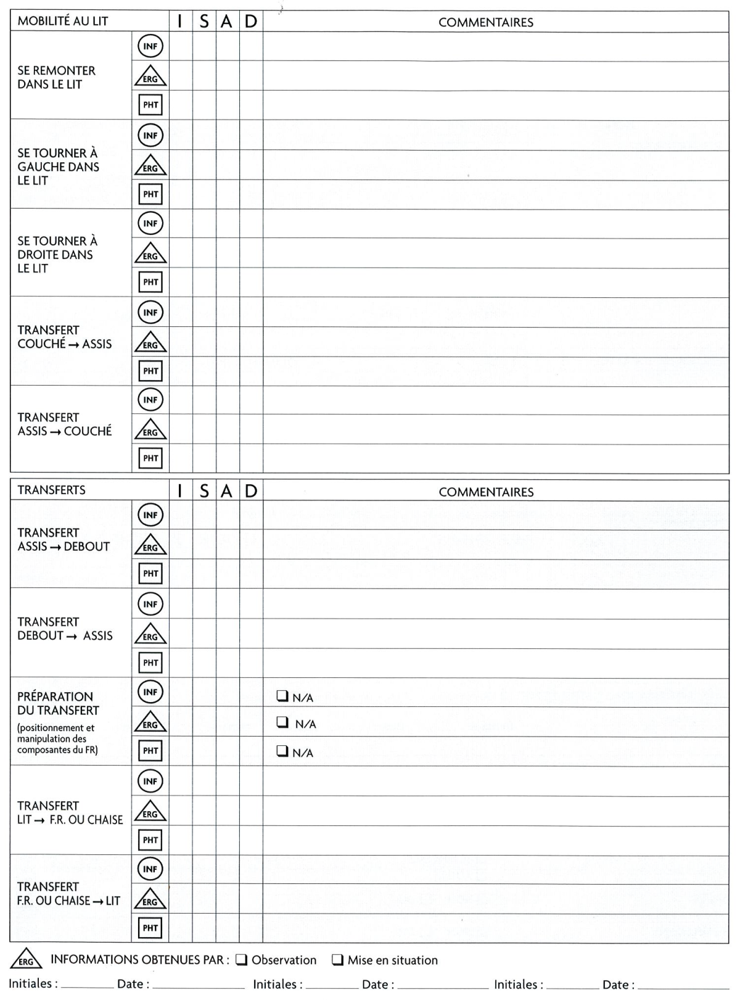 MOBILITÉ AU LIT I S A D COMMENTAIRES
INF
SE REMONTER
DANS LE LIT
ERG
PHT
INF
SE TOURNER À
GAUCHE DANS
LE LIT
ERG
PHT
INF
SE TOURNER À
DROITE DANS
LE LIT
ERG
PHT
INF
TRANSFERT
COUCHÉ → ASSIS
ERG
PHT
INF
TRANSFERT
ASSIS → COUCHÉ
ERG
PHT
TRANSFERTS I S A D COMMENTAIRES
INF
TRANSFERT
ASSIS → DEBOUT
ERG
PHT
INF
TRANSFERT
DEBOUT → ASSIS
ERG
PHT
INF ❏ N/A
PRÉPARATION
DU TRANSFERT
(positionnement et
manipulation des
composantes du FR)
ERG ❏ N/A
PHT ❏ N/A
INF
TRANSFERT
LIT → F.R. OU CHAISE
ERG
PHT
INF
TRANSFERT
F.R. OU CHAISE → LIT
ERG
PHT
ERG INFORMATIONS OBTENUES PAR : ❏ Observation ❏ Mise en situation
Initiales : ________ Date : ________ Initiales : ________ Date : ________ Initiales : ________ Date : ________